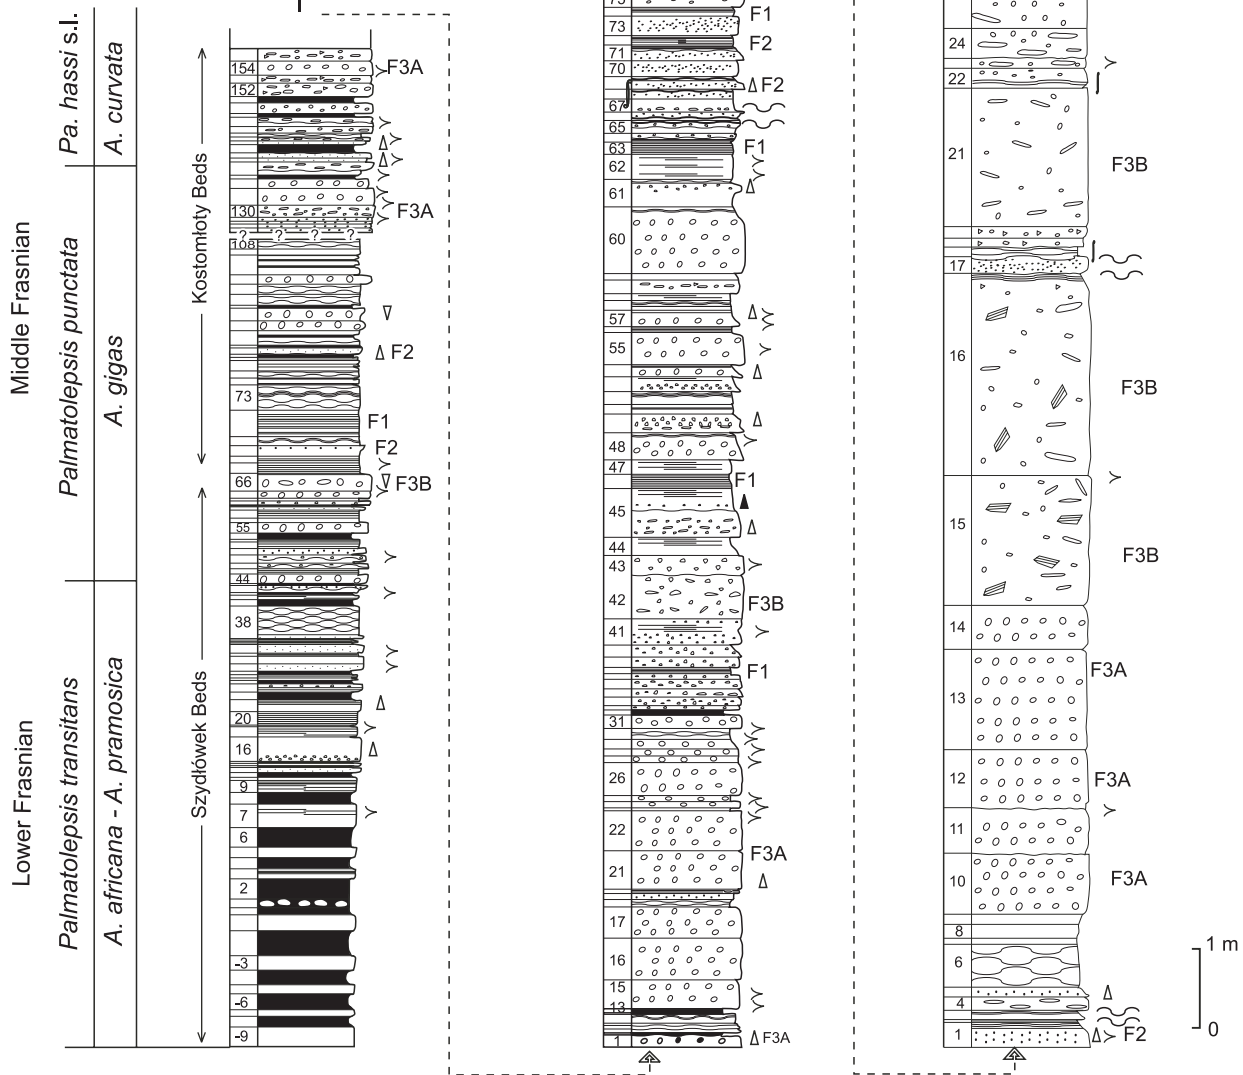 Pa. hassi s.l.
A. curvata
Middle Frasnian
Palmatolepsis punctata
A. gigas
Lower Frasnian
Palmatolepsis transitans
A. africana - A. pramosica
Kostomłoty Beds
Szydłówek Beds
154
F3A
152
130
F3A
? ? ? ?
108
F2
73
F1
F2
66
F3B
55
44
38
20
16
9
7
6
2
-3
-6
-9
73
F1
73
F2
71
70
F2
67
65
63
F1
62
61
60
57
55
48
47
F1
45
44
43
42
F3B
41
F1
31
26
22
F3A
21
17
16
15
13
1
F3A
24
22
21
F3B
17
16
F3B
15
F3B
14
F3A
13
12
F3A
11
10
F3A
8
6
1 m
4
0
1
F2